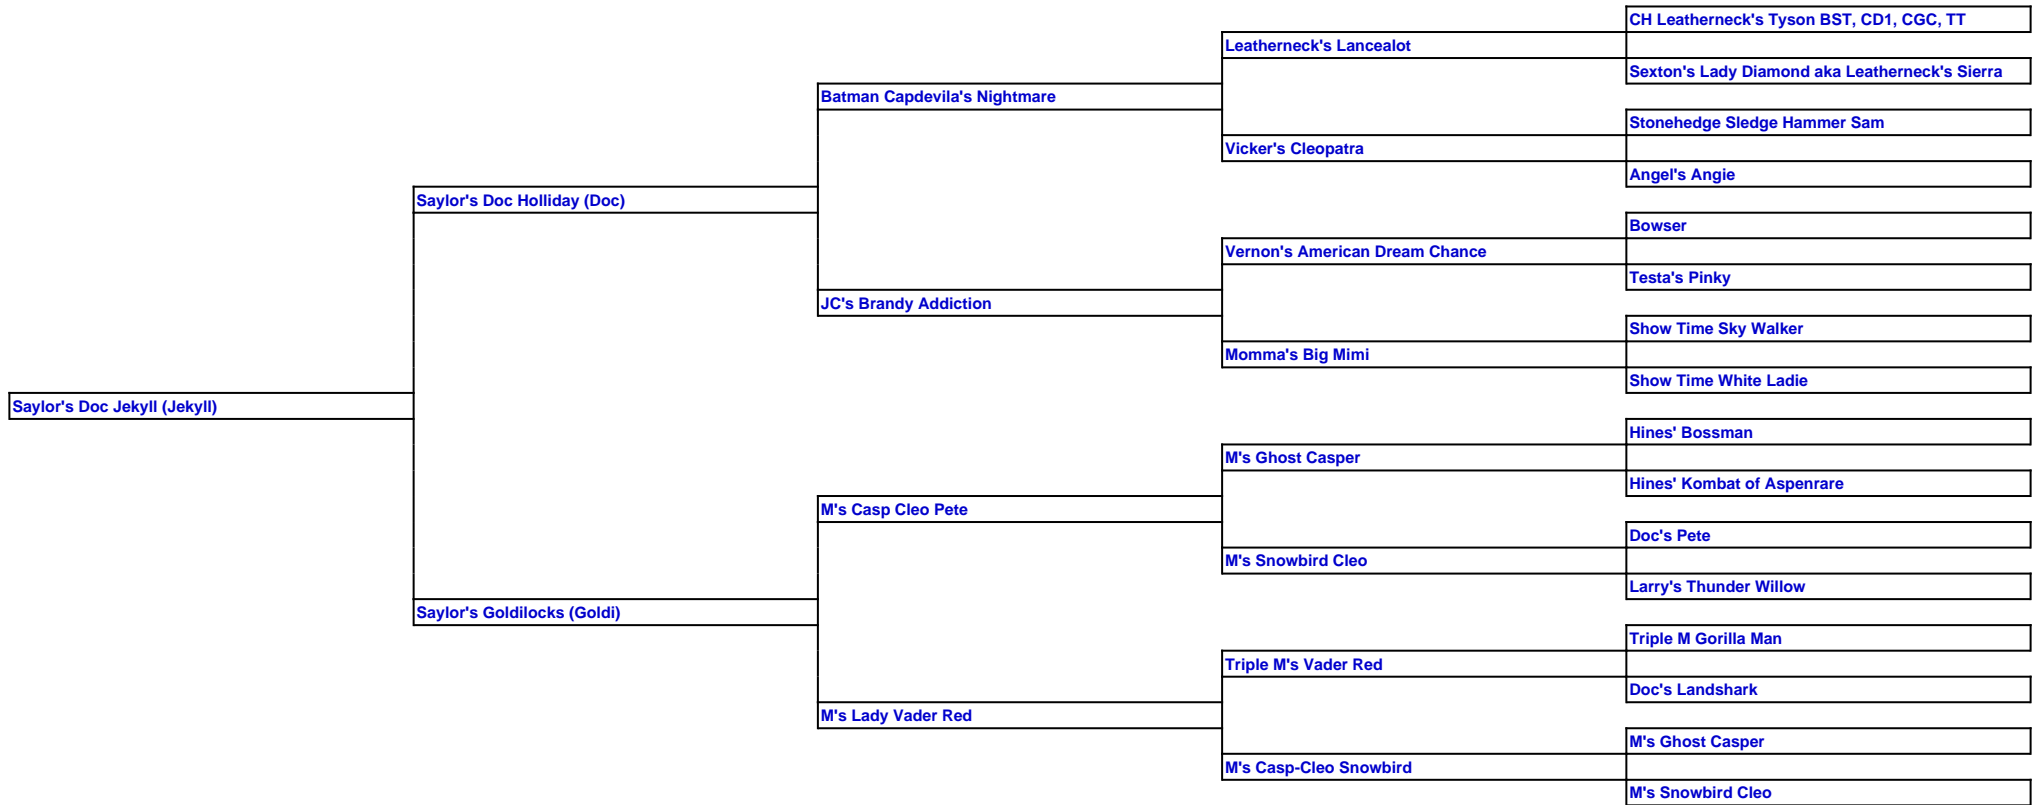 CH Leatherneck's Tyson BST, CD1, CGC, TT
Leatherneck's Lancealot
Sexton's Lady Diamond aka Leatherneck's Sierra
Batman Capdevila's Nightmare
Stonehedge Sledge Hammer Sam
Vicker's Cleopatra
Angel's Angie
Saylor's Doc Holliday (Doc)
Bowser
Vernon's American Dream Chance
Testa's Pinky
JC's Brandy Addiction
Show Time Sky Walker
Momma's Big Mimi
Show Time White Ladie
Saylor's Doc Jekyll (Jekyll)
Hines' Bossman
M's Ghost Casper
Hines' Kombat of Aspenrare
M's Casp Cleo Pete
Doc's Pete
M's Snowbird Cleo
Larry's Thunder Willow
Saylor's Goldilocks (Goldi)
Triple M Gorilla Man
Triple M's Vader Red
Doc's Landshark
M's Lady Vader Red
M's Ghost Casper
M's Casp-Cleo Snowbird
M's Snowbird Cleo